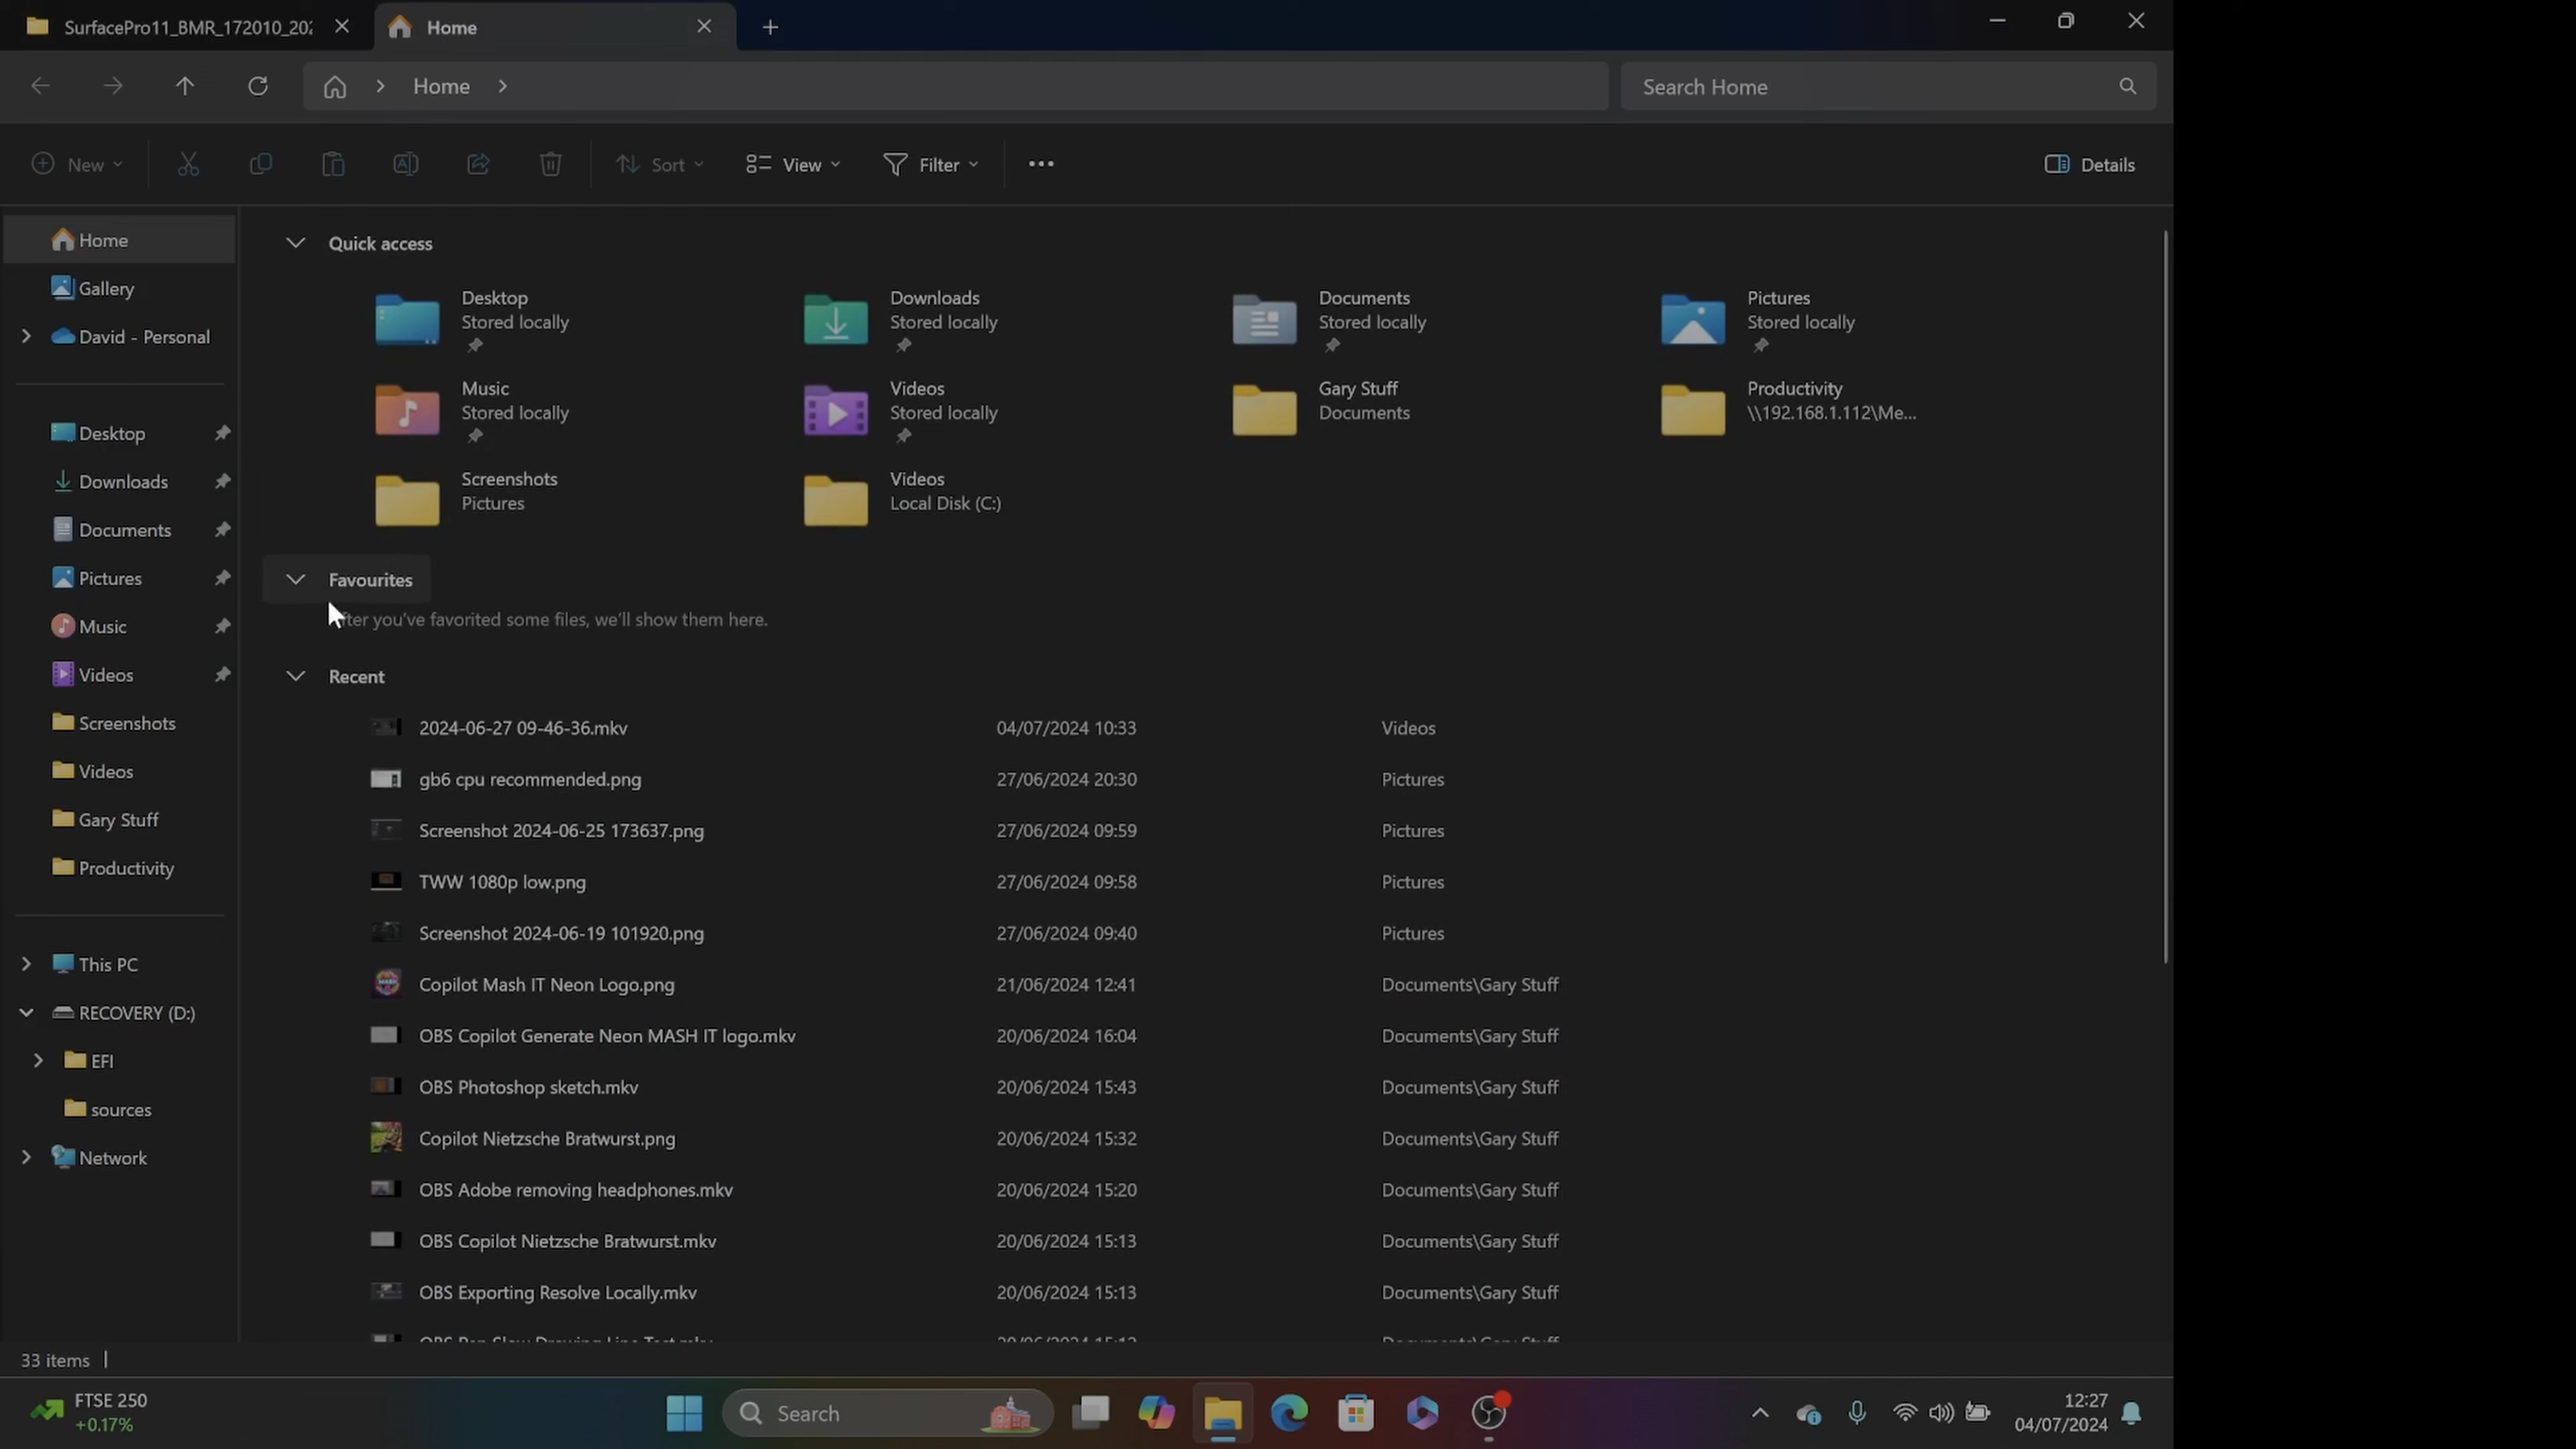 SurfacePro11_BMR_172010_202
Home
Home
Search Home
New
Sort
View
Filter
Details
Home
Gallery
David - Personal
Desktop
Downloads
Documents
Pictures
Music
Videos
Screenshots
Videos
Gary Stuff
Productivity
This PC
RECOVERY (D:)
EFI
sources
Network
Quick access
Desktop
Stored locally
Downloads
Stored locally
Documents
Stored locally
Pictures
Stored locally
Music
Stored locally
Videos
Stored locally
Gary Stuff
Documents
Productivity
\\192.168.1.112\Me...
Screenshots
Pictures
Videos
Local Disk (C:)
Favourites
you've favorited some files, we'll show them here.
Recent
2024-06-27 09-46-36.mkv 04/07/2024 10:33 Videos
gb6 cpu recommended.png 27/06/2024 20:30 Pictures
Screenshot 2024-06-25 173637.png 27/06/2024 09:59 Pictures
TWW 1080p low.png 27/06/2024 09:58 Pictures
Screenshot 2024-06-19 101920.png 27/06/2024 09:40 Pictures
Copilot Mash IT Neon Logo.png 21/06/2024 12:41 Documents\Gary Stuff
OBS Copilot Generate Neon MASH IT logo.mkv 20/06/2024 16:04 Documents\Gary Stuff
OBS Photoshop sketch.mkv 20/06/2024 15:43 Documents\Gary Stuff
Copilot Nietzsche Bratwurst.png 20/06/2024 15:32 Documents\Gary Stuff
OBS Adobe removing headphones.mkv 20/06/2024 15:20 Documents\Gary Stuff
OBS Copilot Nietzsche Bratwurst.mkv 20/06/2024 15:13 Documents\Gary Stuff
OBS Exporting Resolve Locally.mkv 20/06/2024 15:13 Documents\Gary Stuff
33 items
FTSE 250
+0.17%
Search
12:27
04/07/2024